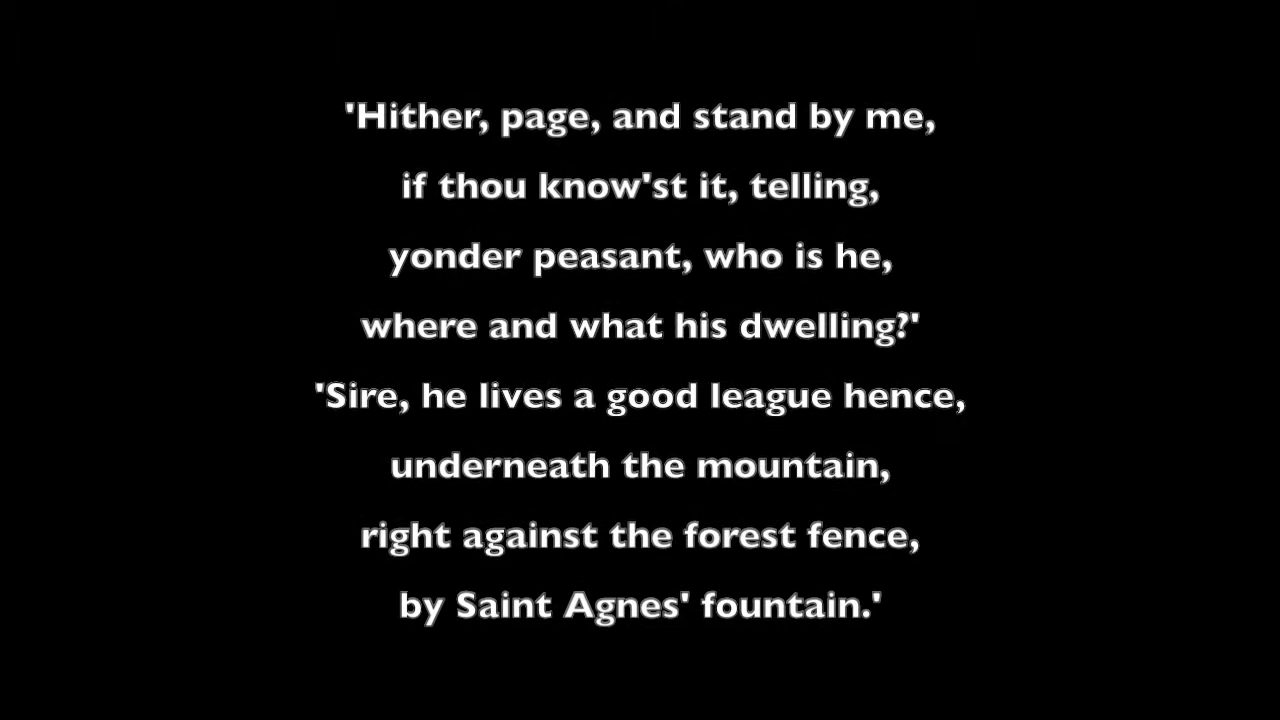 'Hither, page, and stand by me,
if thou know'st it, telling,
yonder peasant, who is he,
where and what his dwelling?'
'Sire, he lives a good league hence,
underneath the mountain,
right against the forest fence,
by Saint Agnes' fountain.'